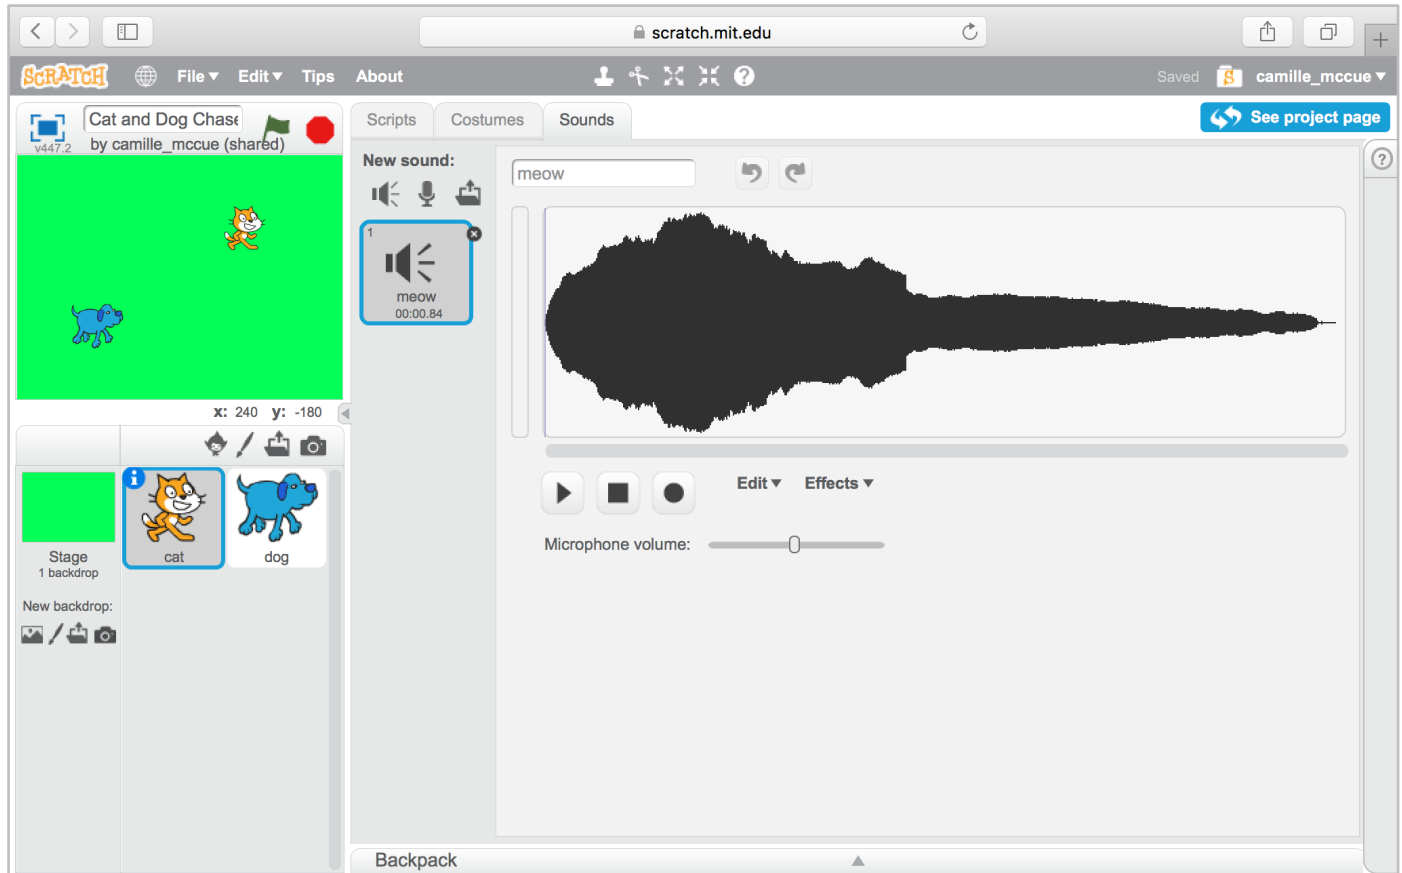 scratch.mit.edu
SCRATCH File▼ Edit▼ Tips About Saved camille_mccue▼
Cat and Dog Chase
v447.2 by camille_mccue (shared)
Scripts Costumes Sounds See project page
New sound:
meow
1
meow
00:00.84
x: 240 y: -180
Stage
1 backdrop
cat
dog
New backdrop:
Edit▼ Effects▼
Microphone volume:
Backpack